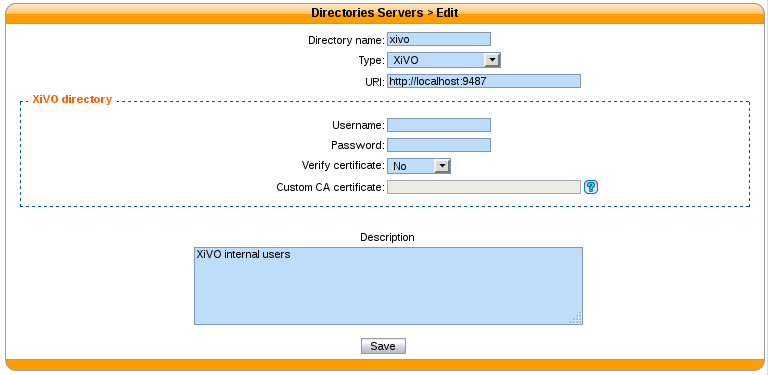 Directories Servers > Edit
Directory name: xivo
Type: XiVO
URI: http://localhost:9487
XiVO directory
Username:
Password:
Verify certificate: No
Custom CA certificate: ?
Description
XiVO internal users
Save